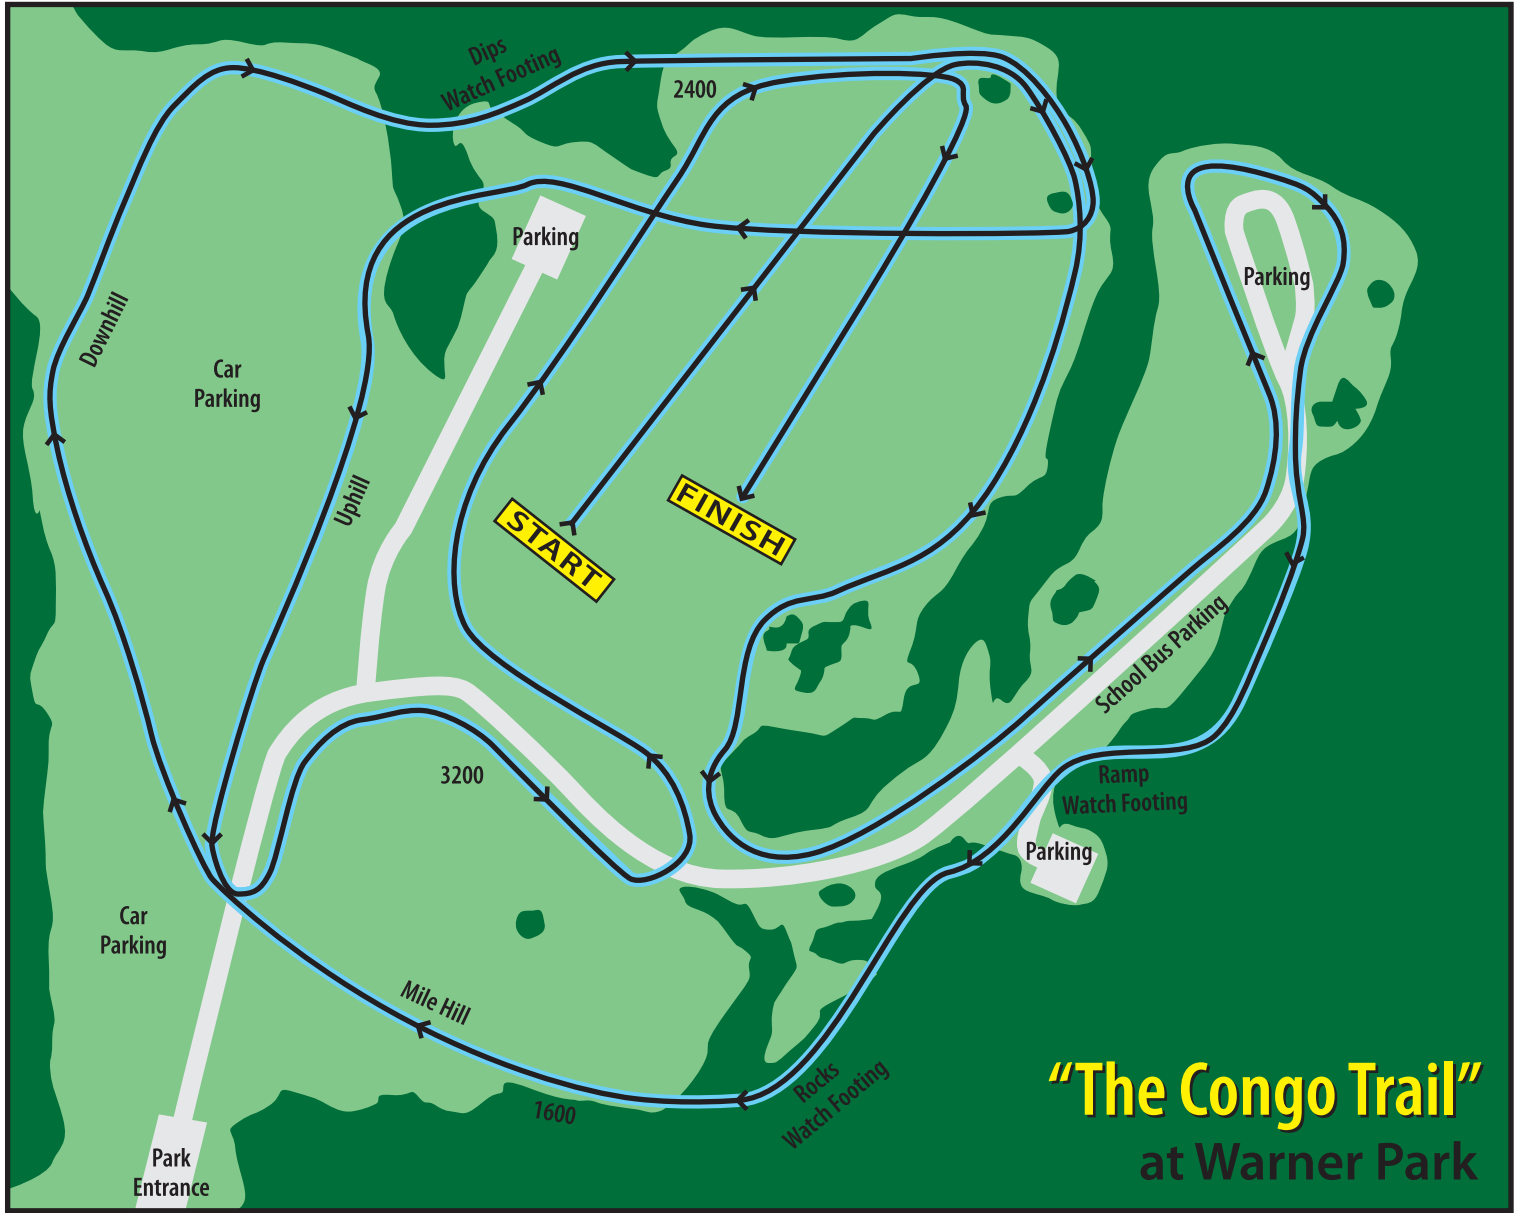 Dips
Watch Footing
2400
Parking
Parking
Downhill
Car
Parking
Uphill
START
FINISH
School Bus Parking
3200
Ramp
Watch Footing
Parking
Car
Parking
Mile Hill
Rocks
Watch Footing
1600
Park
Entrance
“The Congo Trail”
at Warner Park